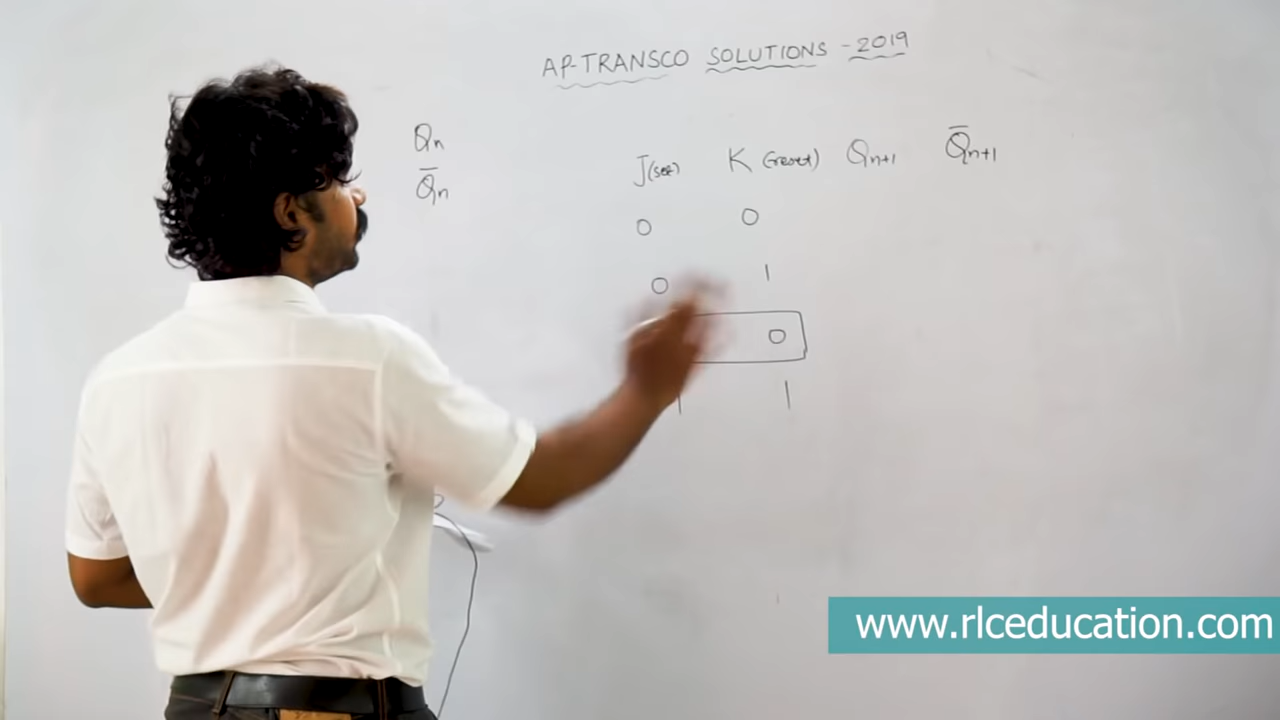 AP-TRANSCO SOLUTIONS - 2019
Qn
Q̅n
J(set) K (reset) Qn+1 Q̅n+1
0 0
0 1
0
1 1
www.rlceducation.com